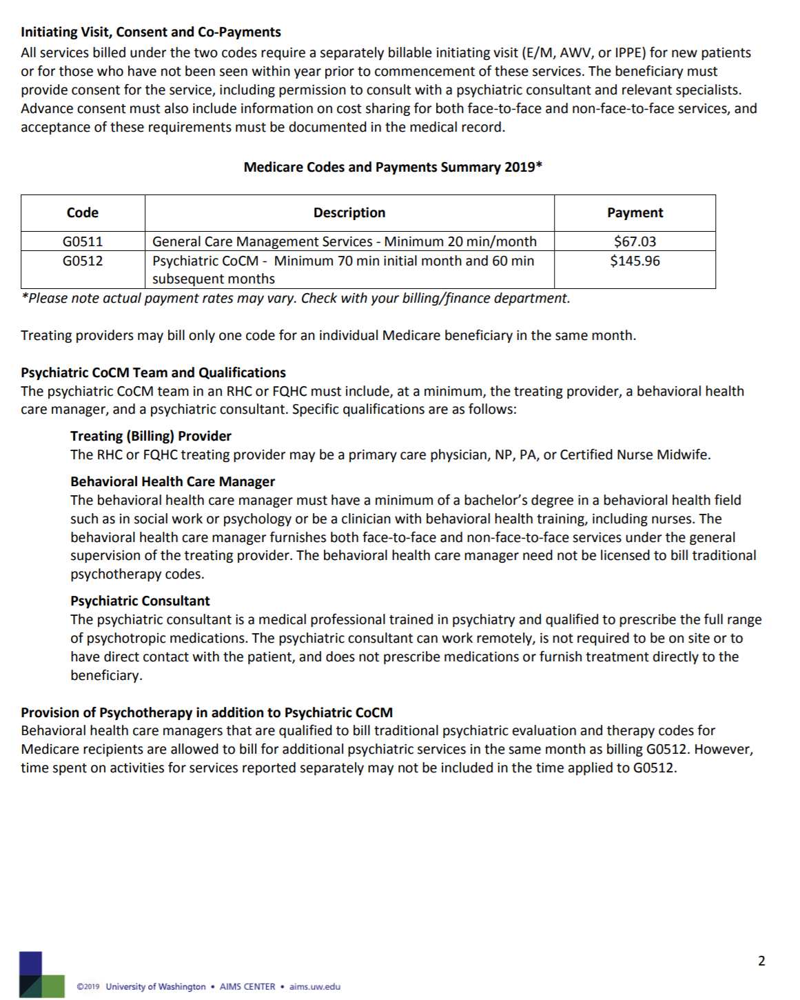 Initiating Visit, Consent and Co-Payments
All services billed under the two codes require a separately billable initiating visit (E/M, AWV, or IPPE) for new patients
or for those who have not been seen within year prior to commencement of these services. The beneficiary must
provide consent for the service, including permission to consult with a psychiatric consultant and relevant specialists.
Advance consent must also include information on cost sharing for both face-to-face and non-face-to-face services, and
acceptance of these requirements must be documented in the medical record.
Medicare Codes and Payments Summary 2019*
Code Description Payment
G0511 General Care Management Services - Minimum 20 min/month $67.03
G0512 Psychiatric CoCM - Minimum 70 min initial month and 60 min $145.96
subsequent months
*Please note actual payment rates may vary. Check with your billing/finance department.
Treating providers may bill only one code for an individual Medicare beneficiary in the same month.
Psychiatric CoCM Team and Qualifications
The psychiatric CoCM team in an RHC or FQHC must include, at a minimum, the treating provider, a behavioral health
care manager, and a psychiatric consultant. Specific qualifications are as follows:
Treating (Billing) Provider
The RHC or FQHC treating provider may be a primary care physician, NP, PA, or Certified Nurse Midwife.
Behavioral Health Care Manager
The behavioral health care manager must have a minimum of a bachelor's degree in a behavioral health field
such as in social work or psychology or be a clinician with behavioral health training, including nurses. The
behavioral health care manager furnishes both face-to-face and non-face-to-face services under the general
supervision of the treating provider. The behavioral health care manager need not be licensed to bill traditional
psychotherapy codes.
Psychiatric Consultant
The psychiatric consultant is a medical professional trained in psychiatry and qualified to prescribe the full range
of psychotropic medications. The psychiatric consultant can work remotely, is not required to be on site or to
have direct contact with the patient, and does not prescribe medications or furnish treatment directly to the
beneficiary.
Provision of Psychotherapy in addition to Psychiatric CoCM
Behavioral health care managers that are qualified to bill traditional psychiatric evaluation and therapy codes for
Medicare recipients are allowed to bill for additional psychiatric services in the same month as billing G0512. However,
time spent on activities for services reported separately may not be included in the time applied to G0512.
2
©2019 University of Washington • AIMS CENTER • aims.uw.edu